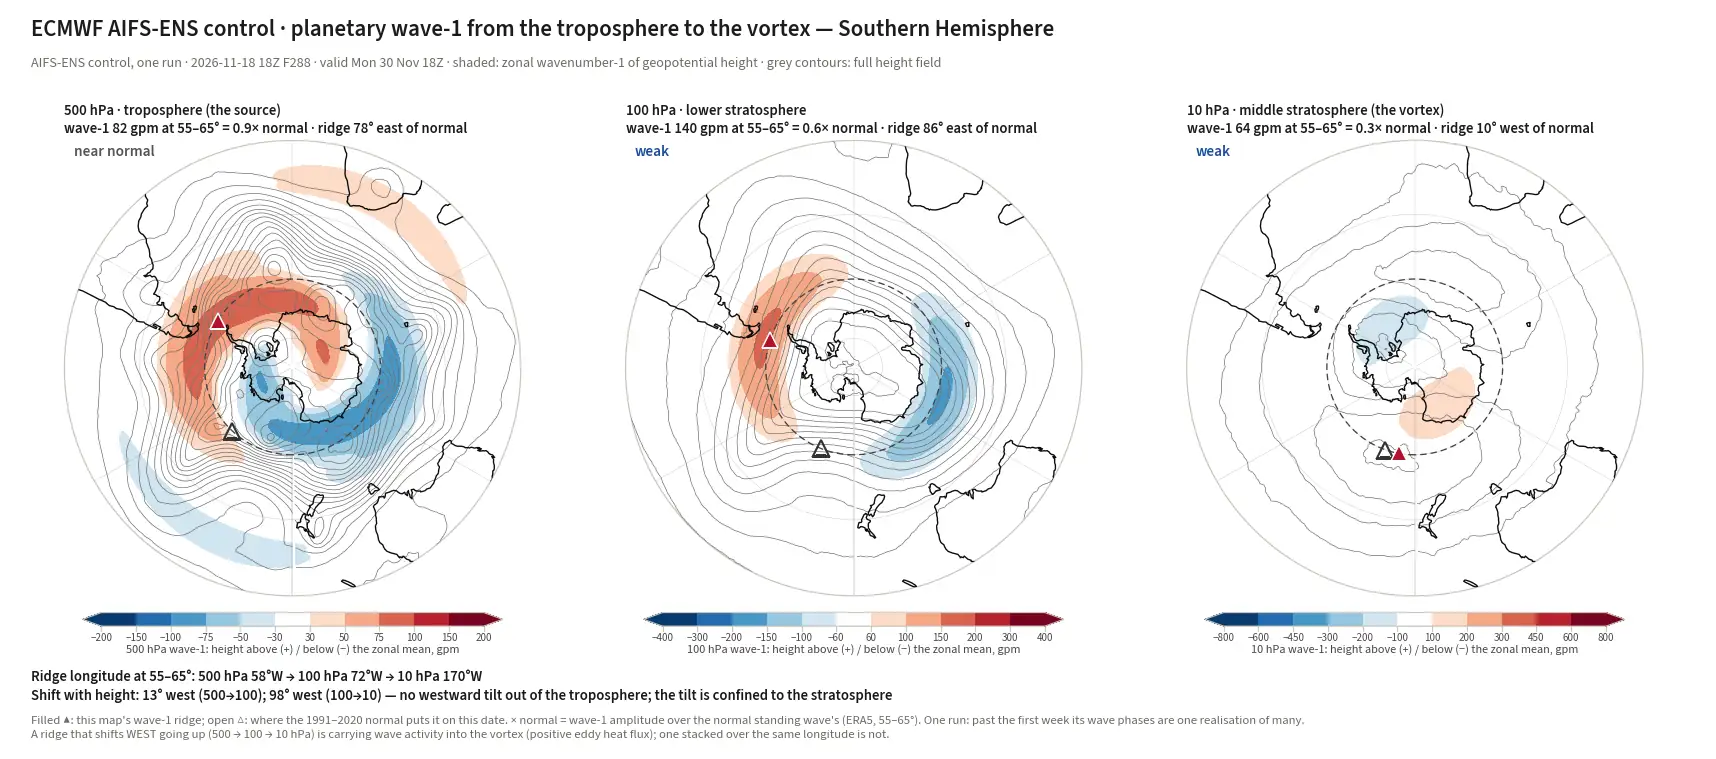 ECMWF AIFS-ENS control · planetary wave-1 from the troposphere to the vortex — Southern Hemisphere
AIFS-ENS control, one run · 2026-11-18 18Z F288 · valid Mon 30 Nov 18Z · shaded: zonal wavenumber-1 of geopotential height · grey contours: full height field
500 hPa · troposphere (the source)
wave-1 82 gpm at 55–65° = 0.9× normal · ridge 78° east of normal
near normal
100 hPa · lower stratosphere
wave-1 140 gpm at 55–65° = 0.6× normal · ridge 86° east of normal
weak
10 hPa · middle stratosphere (the vortex)
wave-1 64 gpm at 55–65° = 0.3× normal · ridge 10° west of normal
weak
−200 −150 −100 −75 −50 −30 30 50 75 100 150 200
500 hPa wave-1: height above (+) / below (−) the zonal mean, gpm
−400 −300 −200 −150 −100 −60 60 100 150 200 300 400
100 hPa wave-1: height above (+) / below (−) the zonal mean, gpm
−800 −600 −450 −300 −200 −100 100 200 300 450 600 800
10 hPa wave-1: height above (+) / below (−) the zonal mean, gpm
Ridge longitude at 55–65°: 500 hPa 58°W → 100 hPa 72°W → 10 hPa 170°W
Shift with height: 13° west (500→100); 98° west (100→10) — no westward tilt out of the troposphere; the tilt is confined to the stratosphere
Filled ▲: this map's wave-1 ridge; open △: where the 1991–2020 normal puts it on this date. × normal = wave-1 amplitude over the normal standing wave's (ERA5, 55–65°). One run: past the first week its wave phases are one realisation of many.
A ridge that shifts WEST going up (500 → 100 → 10 hPa) is carrying wave activity into the vortex (positive eddy heat flux); one stacked over the same longitude is not.